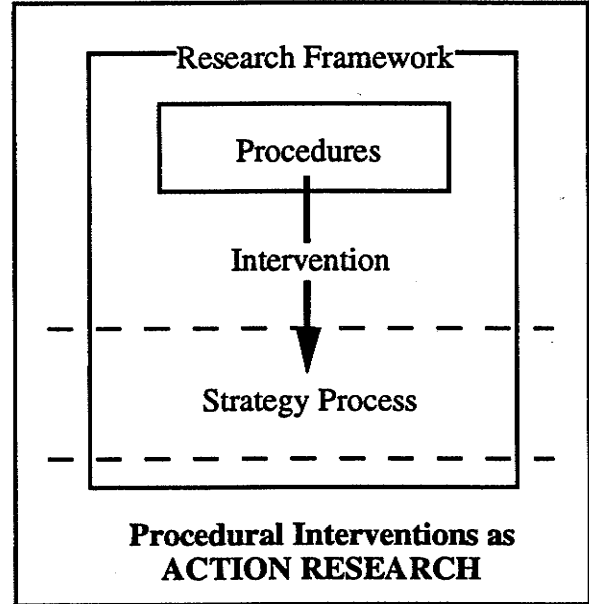 Research Framework
Procedures
Intervention
Strategy Process
Procedural Interventions as
ACTION RESEARCH